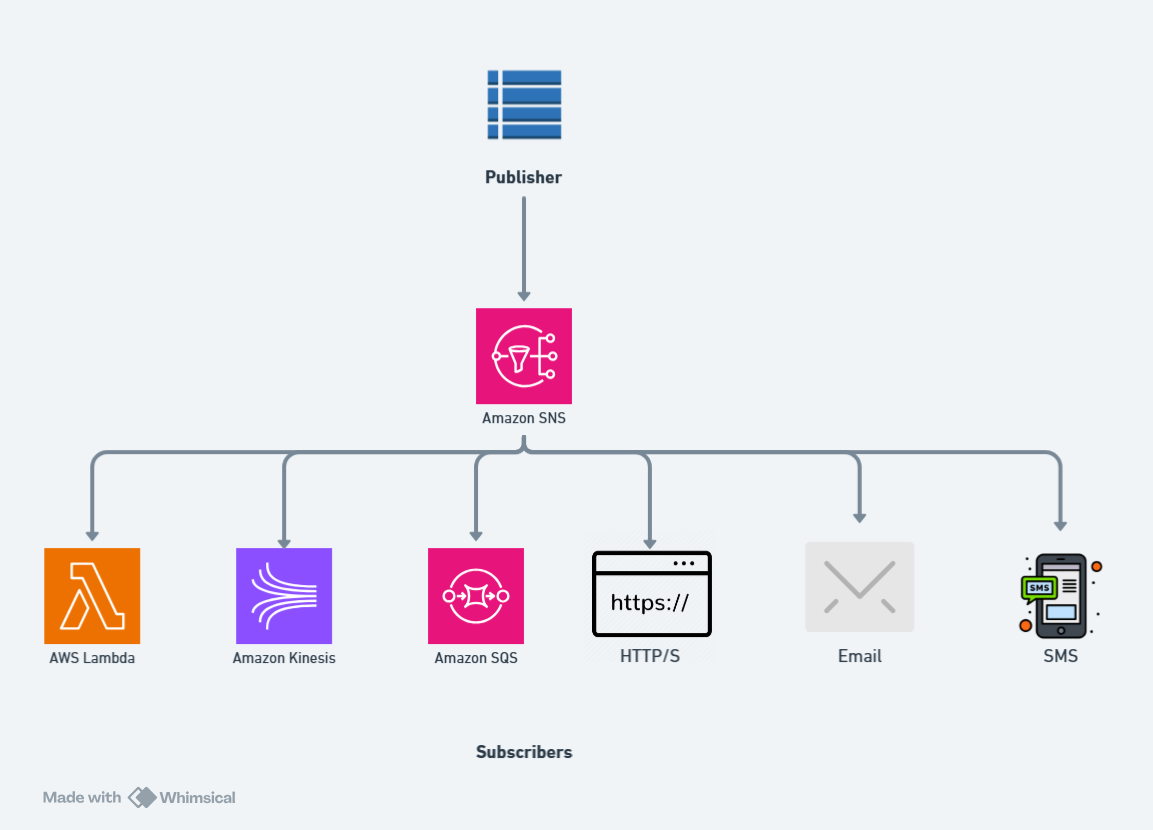 Publisher
Amazon SNS
https://
SMS
AWS Lambda
Amazon Kinesis
Amazon SQS
HTTP/S
Email
SMS
Subscribers
Made with Whimsical